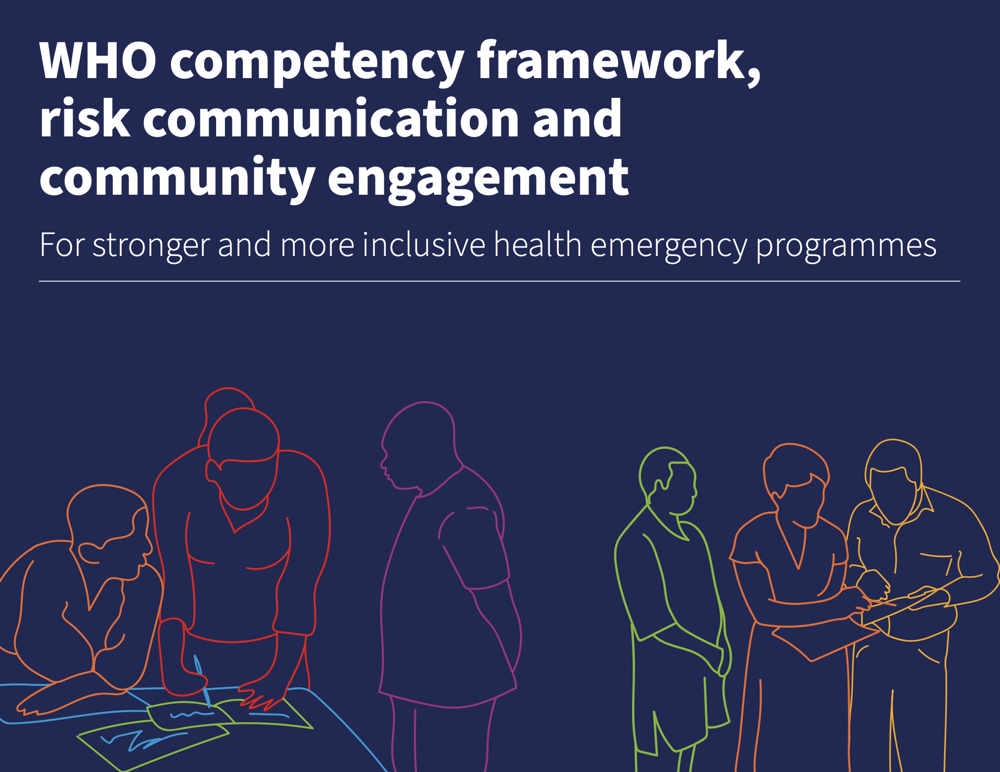 WHO competency framework,
risk communication and
community engagement
For stronger and more inclusive health emergency programmes